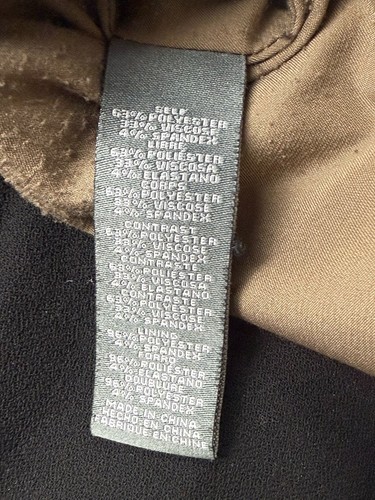 SELF
63% POLYESTER
33% VISCOSE
4% SPANDEX
LIBRE
63% POLIESTER
33% VISCOSA
4% ELASTANO
CORPS
63% POLYESTER
33% VISCOSE
4% SPANDEX
CONTRAST
63% POLYESTER
33% VISCOSE
4% SPANDEX
CONTRASTE
63% POLIESTER
33% VISCOSA
4% ELASTANO
CONTRASTE
63% POLYESTER
33% VISCOSE
4% SPANDEX
LINING
96% POLYESTER
4% SPANDEX
FORRO
96% POLIESTER
4% ELASTANO
DOUBLURE
96% POLYESTER
4% SPANDEX
MADE IN CHINA
HECHO EN CHINA
FABRIQUE EN CHINE